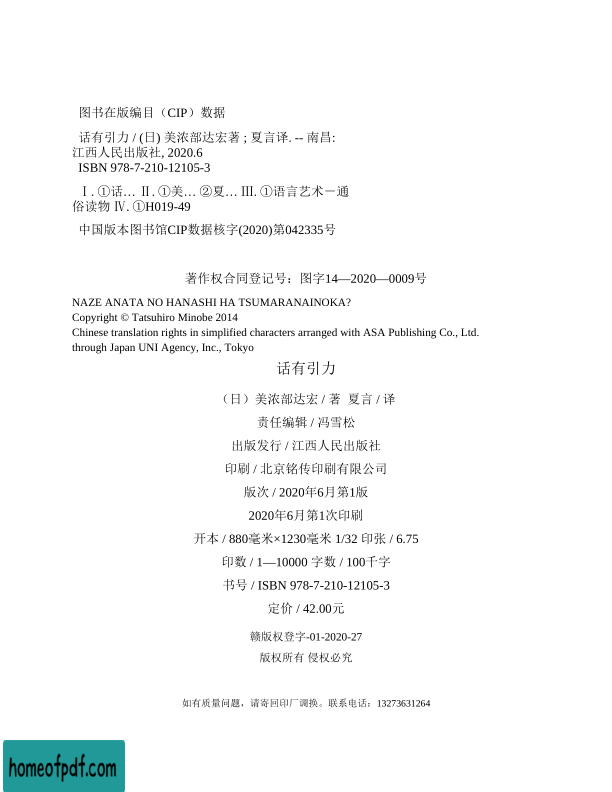 图书在版编目（CIP）数据
话有引力 / (日) 美浓部达宏著 ; 夏言译. -- 南昌:
江西人民出版社, 2020.6
ISBN 978-7-210-12105-3
Ⅰ. ①话… Ⅱ. ①美… ②夏… Ⅲ. ①语言艺术－通
俗读物 Ⅳ. ①H019-49
中国版本图书馆CIP数据核字(2020)第042335号
著作权合同登记号：图字14—2020—0009号
NAZE ANATA NO HANASHI HA TSUMARANAINOKA?
Copyright © Tatsuhiro Minobe 2014
Chinese translation rights in simplified characters arranged with ASA Publishing Co., Ltd.
through Japan UNI Agency, Inc., Tokyo
话有引力
（日）美浓部达宏 / 著 夏言 / 译
责任编辑 / 冯雪松
出版发行 / 江西人民出版社
印刷 / 北京铭传印刷有限公司
版次 / 2020年6月第1版
2020年6月第1次印刷
开本 / 880毫米×1230毫米 1/32 印张 / 6.75
印数 / 1—10000 字数 / 100千字
书号 / ISBN 978-7-210-12105-3
定价 / 42.00元
赣版权登字-01-2020-27
版权所有 侵权必究
如有质量问题，请寄回印厂调换。联系电话：13273631264
homeofpdf.com